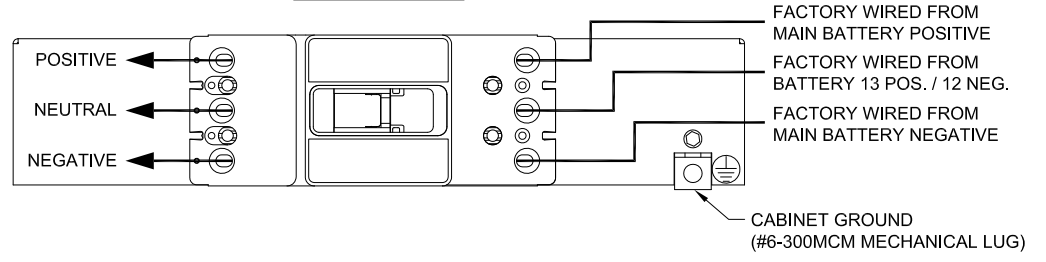 FACTORY WIRED FROM
MAIN BATTERY POSITIVE
POSITIVE
FACTORY WIRED FROM
BATTERY 13 POS. / 12 NEG.
NEUTRAL
FACTORY WIRED FROM
MAIN BATTERY NEGATIVE
NEGATIVE
CABINET GROUND
(#6-300MCM MECHANICAL LUG)